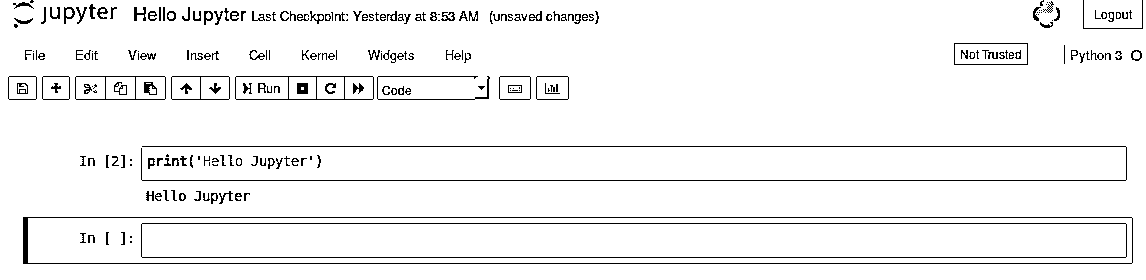 jupyter Hello Jupyter Last Checkpoint: Yesterday at 8:53 AM (unsaved changes) Logout
File Edit View Insert Cell Kernel Widgets Help Not Trusted Python 3
Run Code
In [2]: print('Hello Jupyter')
Hello Jupyter
In [ ]: